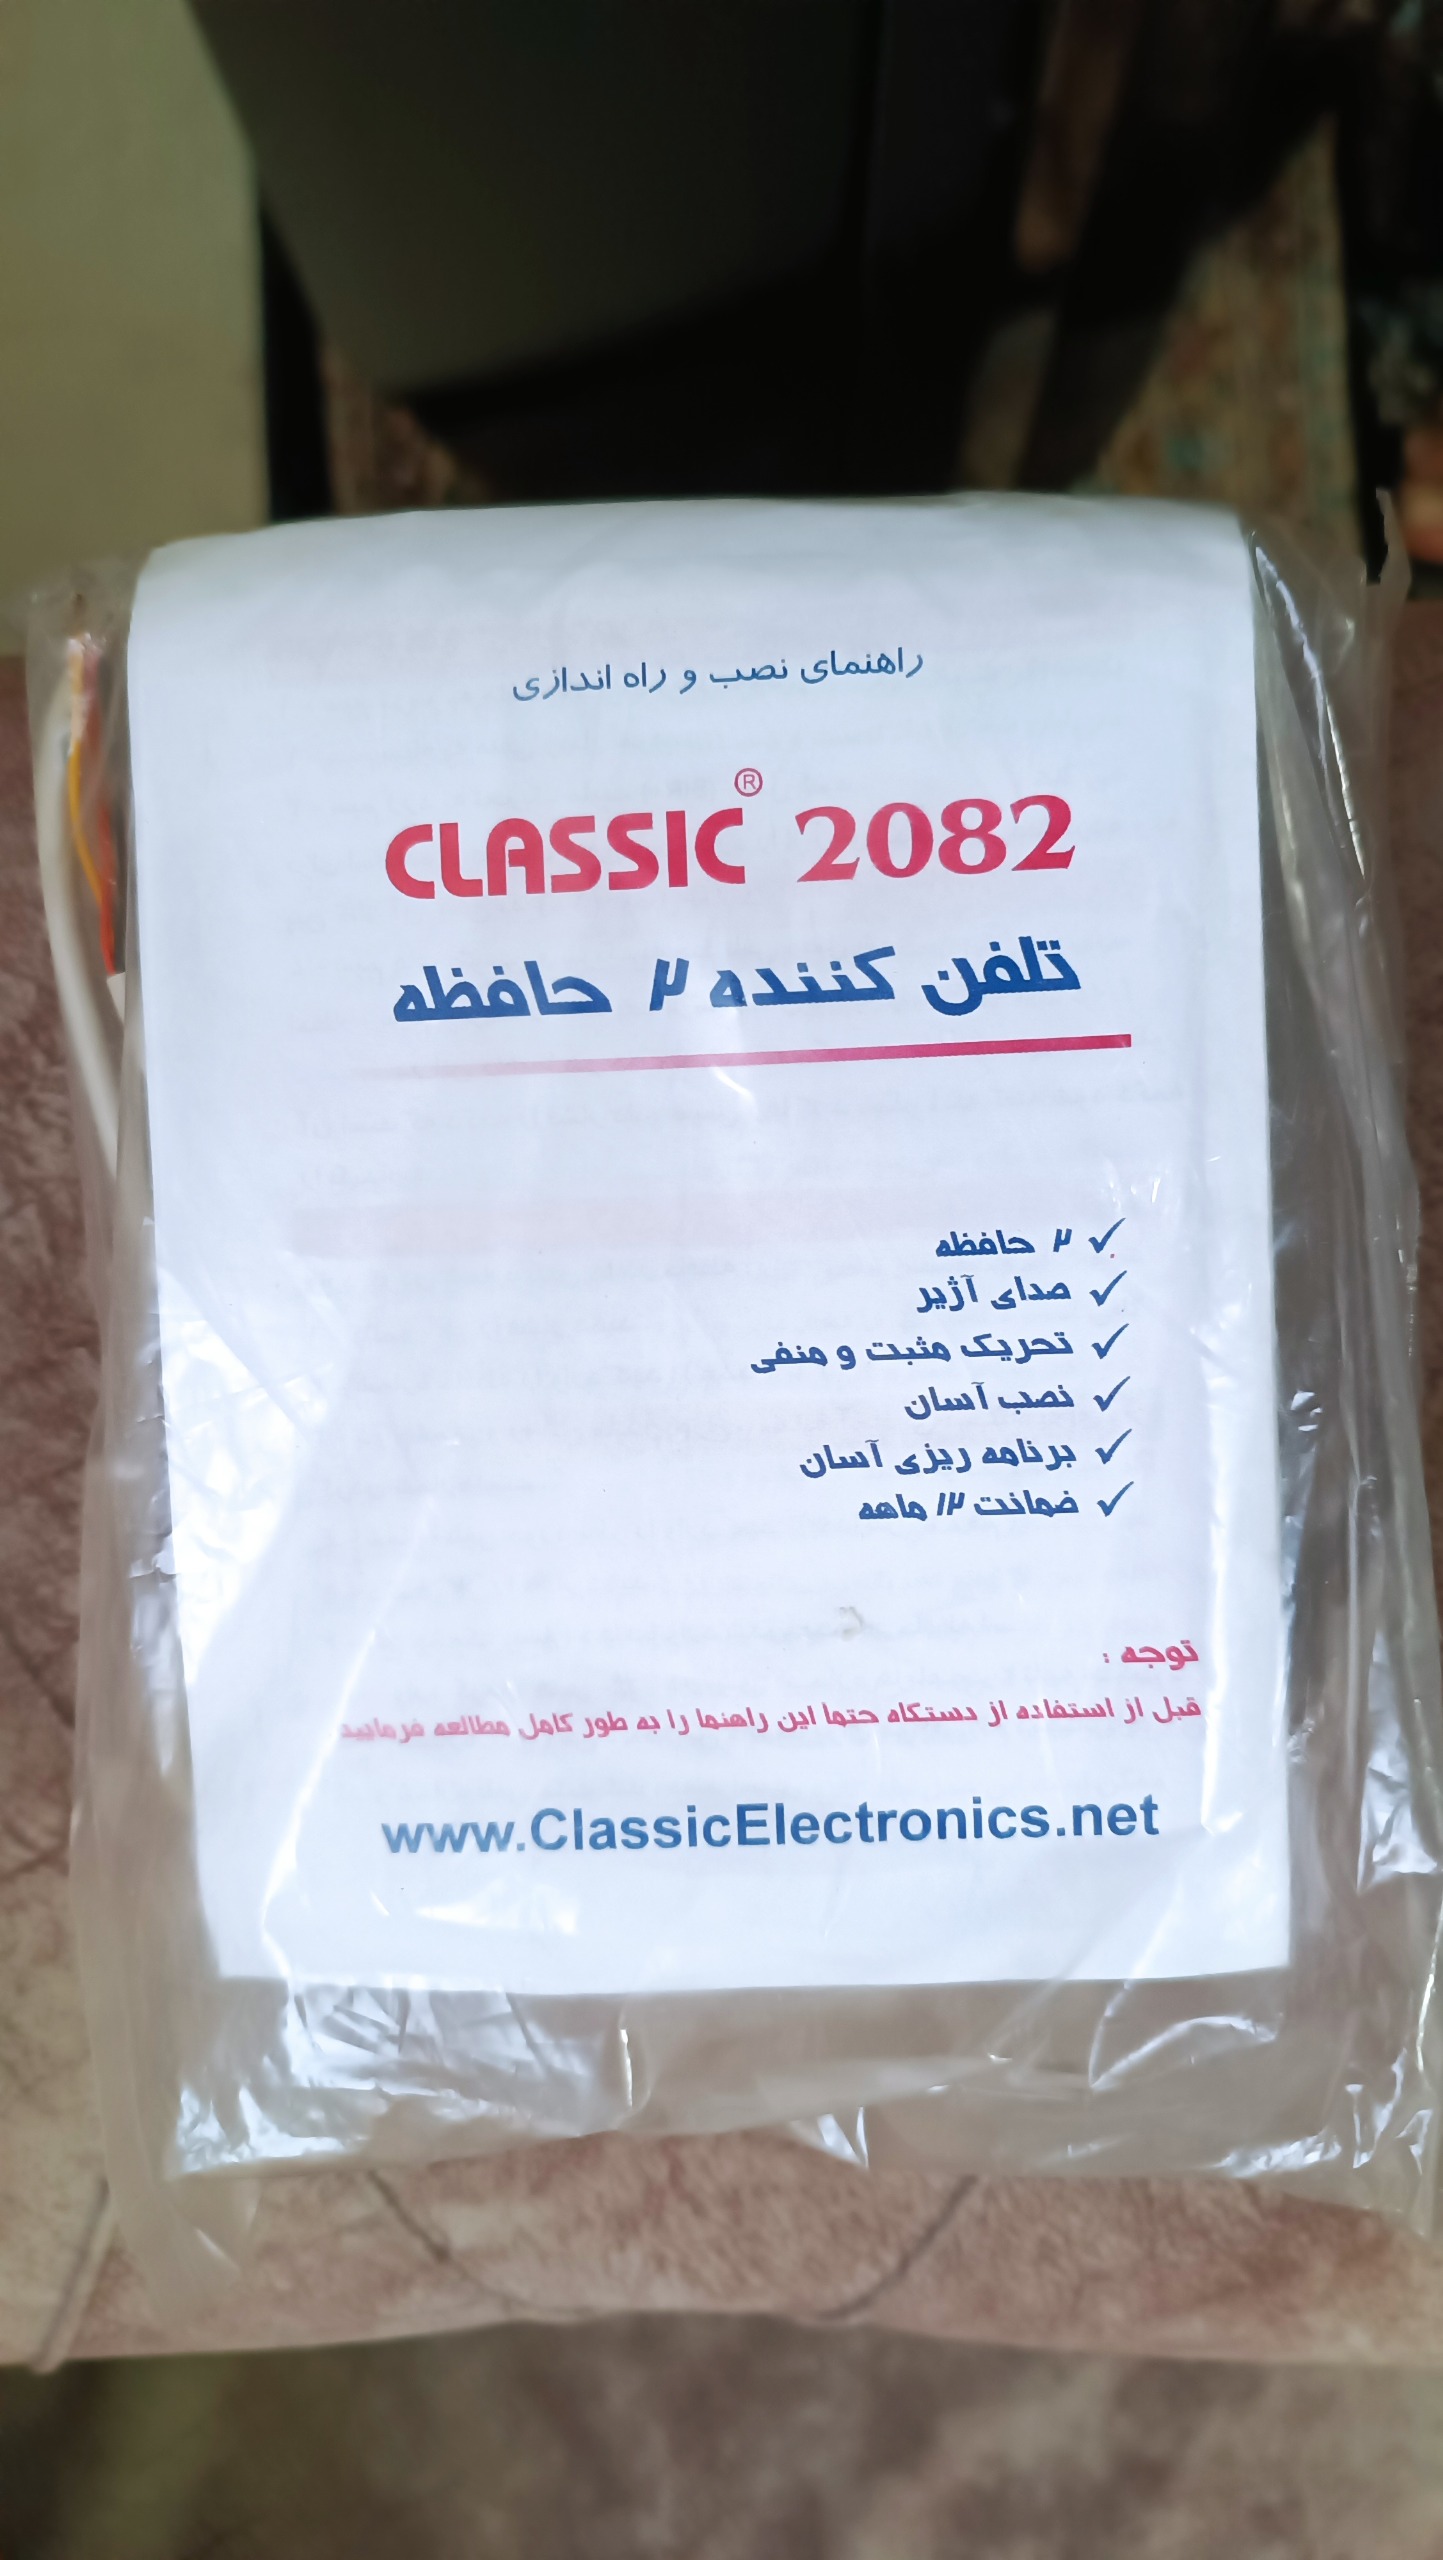 راهنمای نصب و راه اندازی
CLASSIC® 2082
تلفن کننده ۲ حافظه
✓ ۲ حافظه
✓ صدای آژیر
✓ تحریک مثبت و منفی
✓ نصب آسان
✓ برنامه ریزی آسان
✓ ضمانت ۱۲ ماهه
توجه :
قبل از استفاده از دستگاه حتما این راهنما را به طور کامل مطالعه فرمایید
www.ClassicElectronics.net